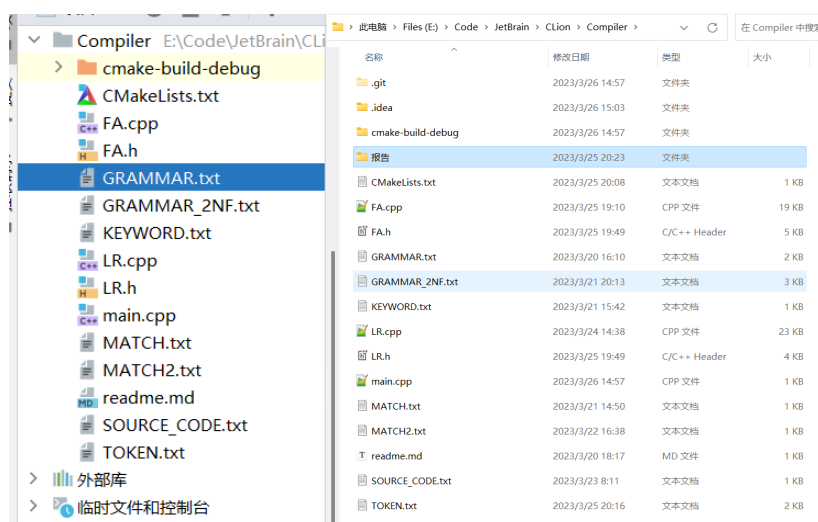 Compiler E:\Code\JetBrain\CLi
cmake-build-debug
CMakeLists.txt
FA.cpp
FA.h
GRAMMAR.txt
GRAMMAR_2NF.txt
KEYWORD.txt
LR.cpp
LR.h
main.cpp
MATCH.txt
MATCH2.txt
readme.md
SOURCE_CODE.txt
TOKEN.txt
外部库
临时文件和控制台
此电脑 > Files (E:) > Code > JetBrain > CLion > Compiler > 在 Compiler 中搜
名称 修改日期 类型 大小
.git 2023/3/26 14:57 文件夹
.idea 2023/3/26 15:03 文件夹
cmake-build-debug 2023/3/26 14:57 文件夹
报告 2023/3/25 20:23 文件夹
CMakeLists.txt 2023/3/25 20:08 文本文档 1 KB
FA.cpp 2023/3/25 19:10 CPP 文件 19 KB
FA.h 2023/3/25 19:49 C/C++ Header 5 KB
GRAMMAR.txt 2023/3/20 16:10 文本文档 2 KB
GRAMMAR_2NF.txt 2023/3/21 20:13 文本文档 3 KB
KEYWORD.txt 2023/3/21 15:42 文本文档 1 KB
LR.cpp 2023/3/24 14:38 CPP 文件 23 KB
LR.h 2023/3/25 19:49 C/C++ Header 4 KB
main.cpp 2023/3/26 14:57 CPP 文件 1 KB
MATCH.txt 2023/3/21 14:50 文本文档 1 KB
MATCH2.txt 2023/3/22 16:38 文本文档 1 KB
readme.md 2023/3/20 18:17 MD 文件 1 KB
SOURCE_CODE.txt 2023/3/23 8:11 文本文档 1 KB
TOKEN.txt 2023/3/25 20:16 文本文档 2 KB